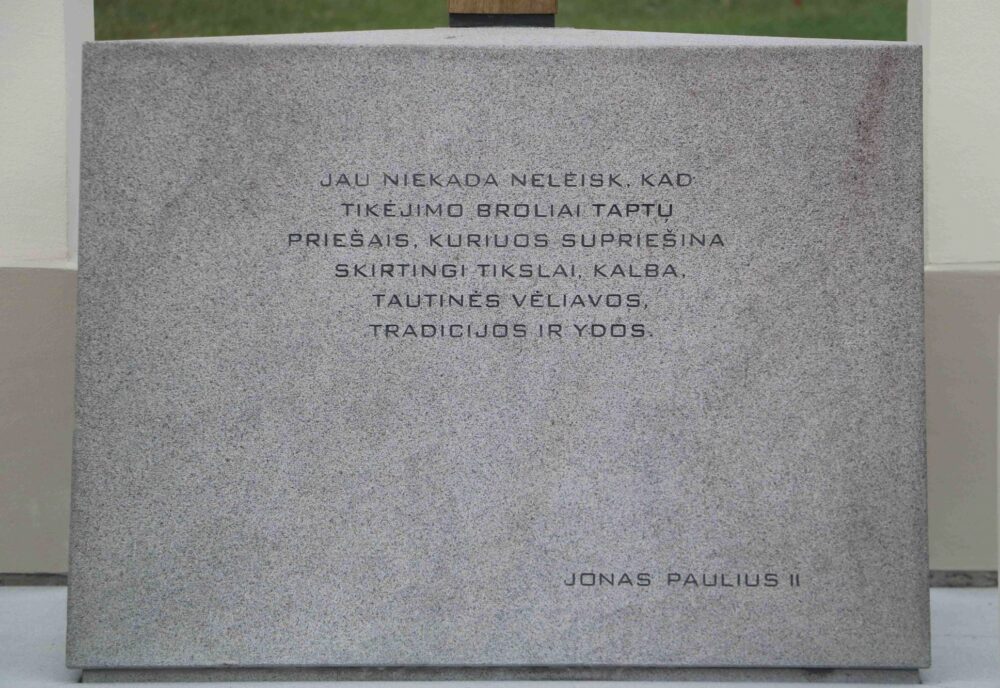 JAU NIEKADA NELEISK, KAD
TIKĖJIMO BROLIAI TAPTŲ
PRIEŠAIS, KURIUOS SUPRIEŠINA
SKIRTINGI TIKSLAI, KALBA,
TAUTINĖS VĖLIAVOS,
TRADICIJOS IR YDOS.
JONAS PAULIUS II